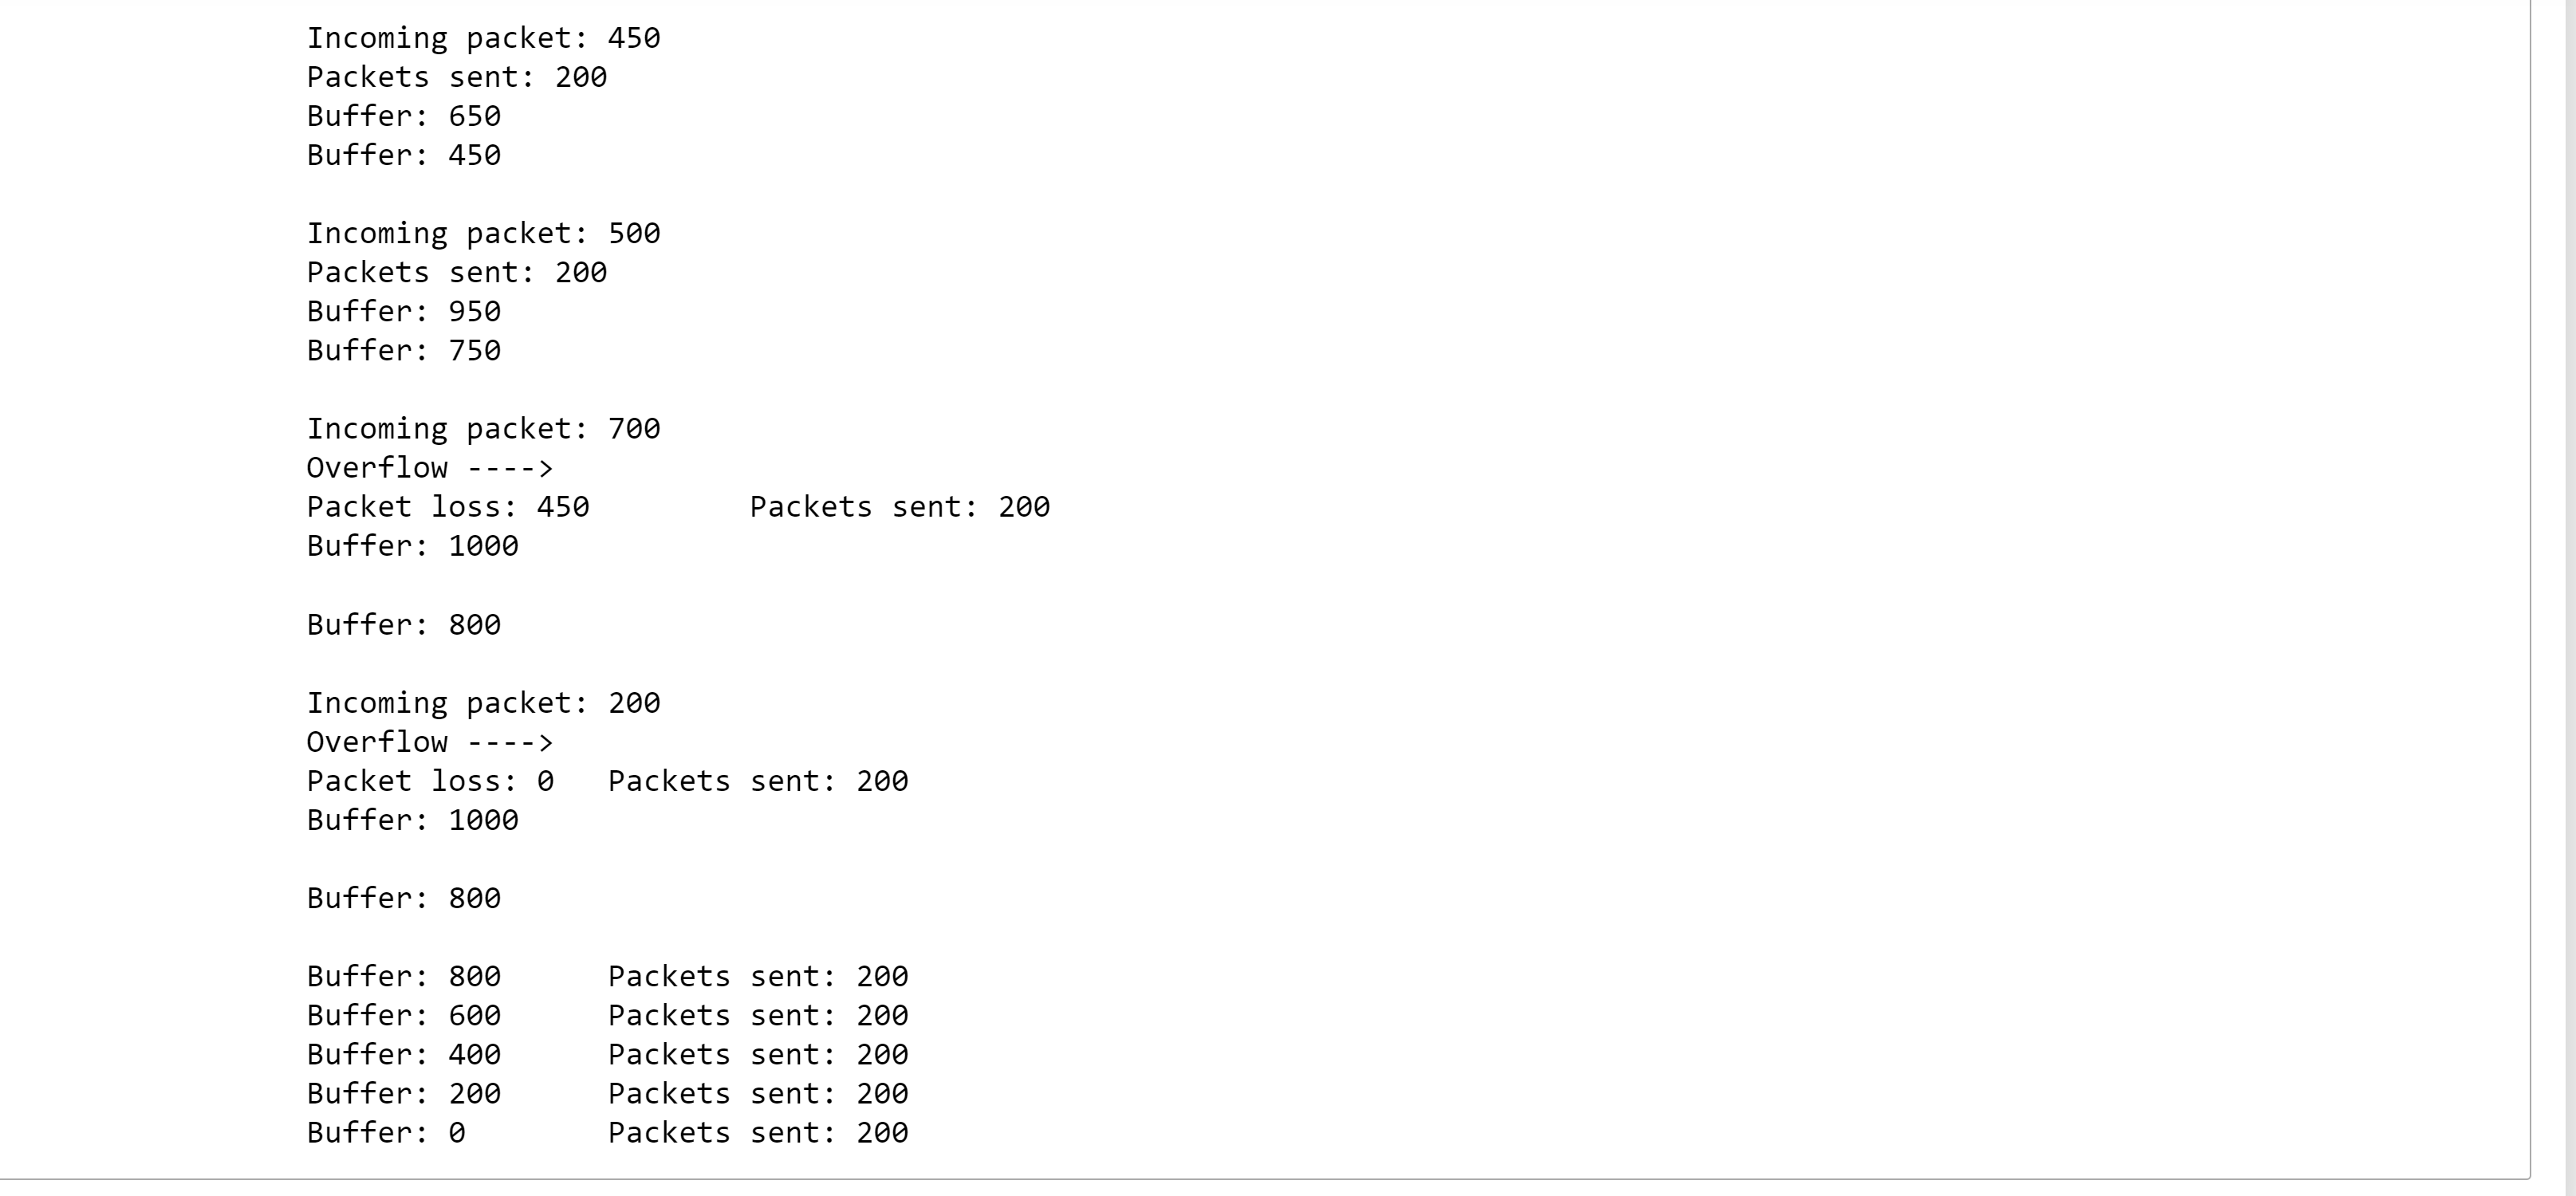 Incoming packet: 450
Packets sent: 200
Buffer: 650
Buffer: 450
Incoming packet: 500
Packets sent: 200
Buffer: 950
Buffer: 750
Incoming packet: 700
Overflow ---->
Packet loss: 450 Packets sent: 200
Buffer: 1000
Buffer: 800
Incoming packet: 200
Overflow ---->
Packet loss: 0 Packets sent: 200
Buffer: 1000
Buffer: 800
Buffer: 800 Packets sent: 200
Buffer: 600 Packets sent: 200
Buffer: 400 Packets sent: 200
Buffer: 200 Packets sent: 200
Buffer: 0 Packets sent: 200